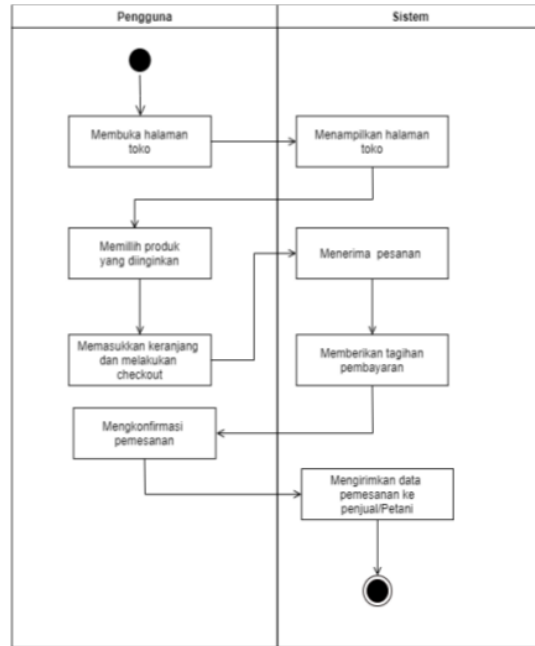 Pengguna
Sistem
Membuka halaman
toko
Menampilkan halaman
toko
Memillih produk
yang diinginkan
Menerima pesanan
Memasukkan keranjang
dan melakukan
checkout
Memberikan tagihan
pembayaran
Mengkonfirmasi
pemesanan
Mengirimkan data
pemesanan ke
penjual/Petani